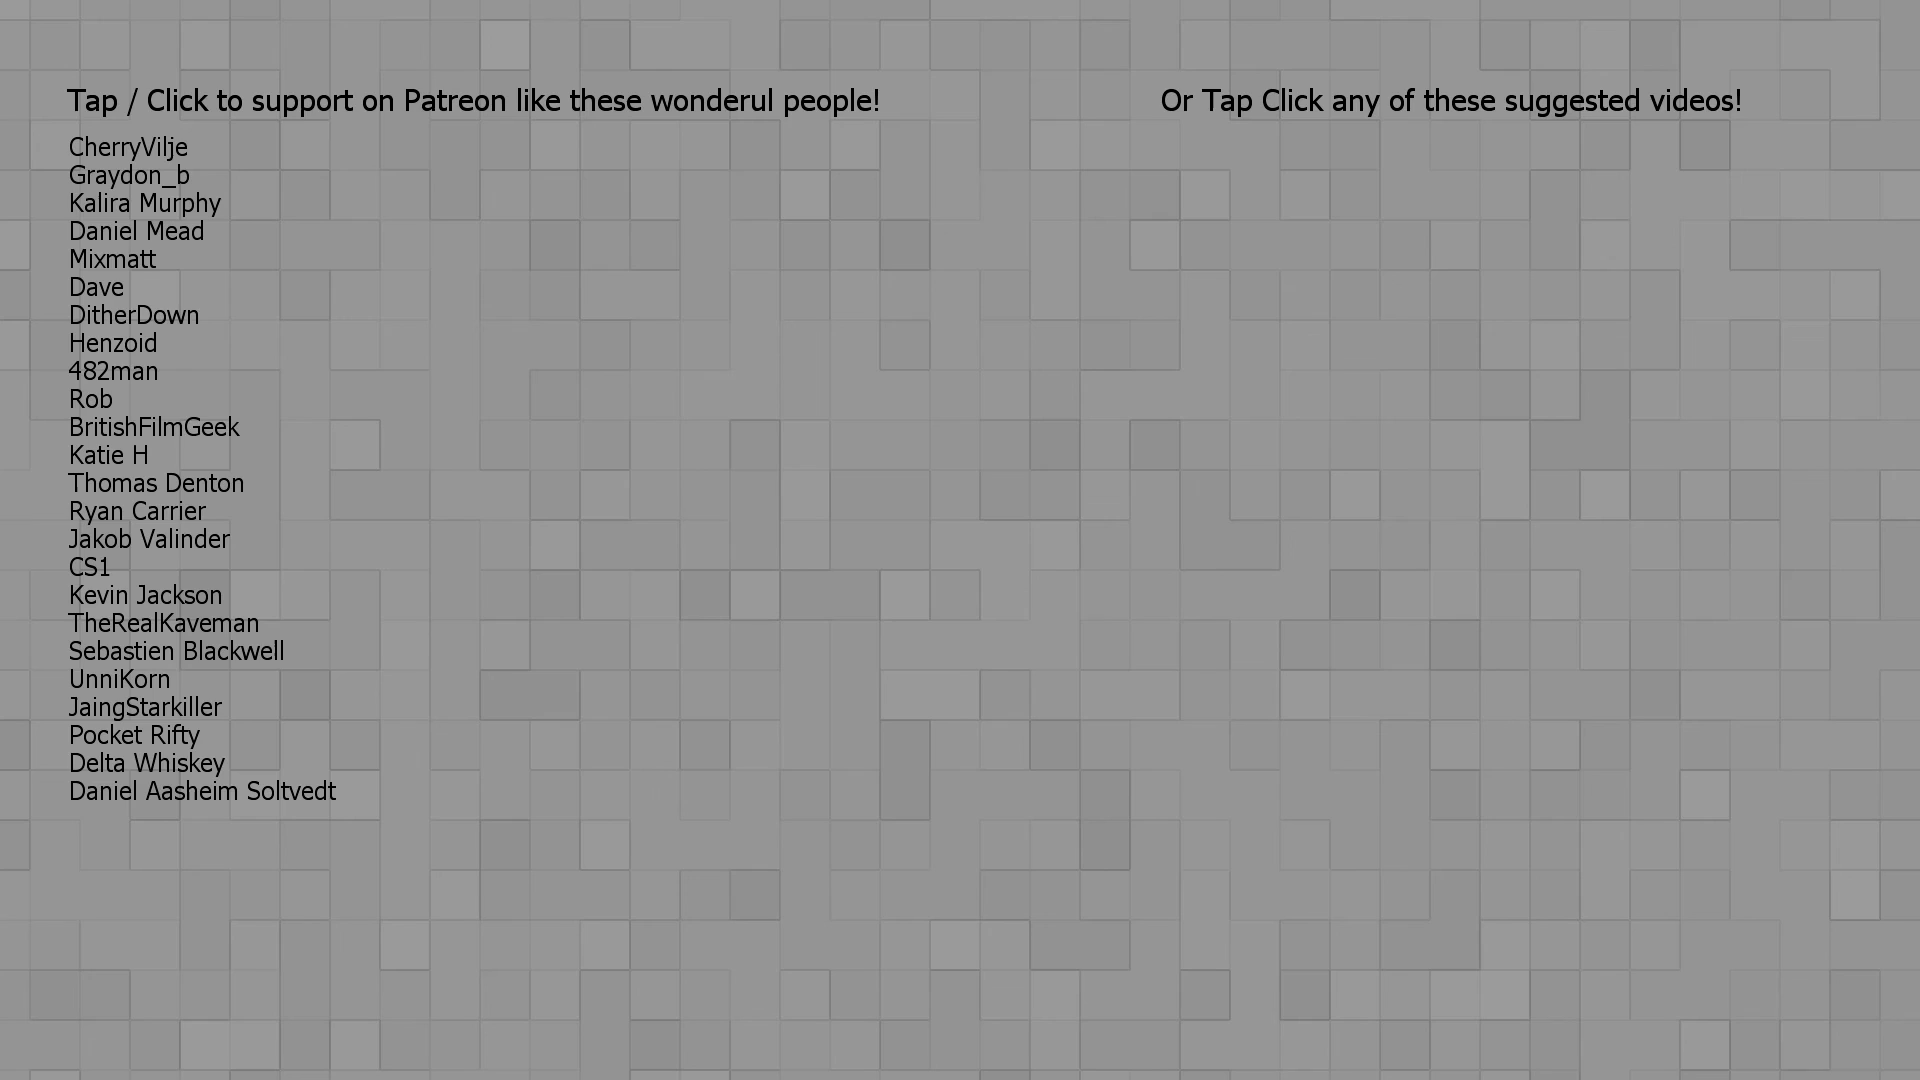 Tap / Click to support on Patreon like these wonderul people!
CherryVilje
Graydon_b
Kalira Murphy
Daniel Mead
Mixmatt
Dave
DitherDown
Henzoid
482man
Rob
BritishFilmGeek
Katie H
Thomas Denton
Ryan Carrier
Jakob Valinder
CS1
Kevin Jackson
TheRealKaveman
Sebastien Blackwell
UnniKorn
JaingStarkiller
Pocket Rifty
Delta Whiskey
Daniel Aasheim Soltvedt
Or Tap Click any of these suggested videos!